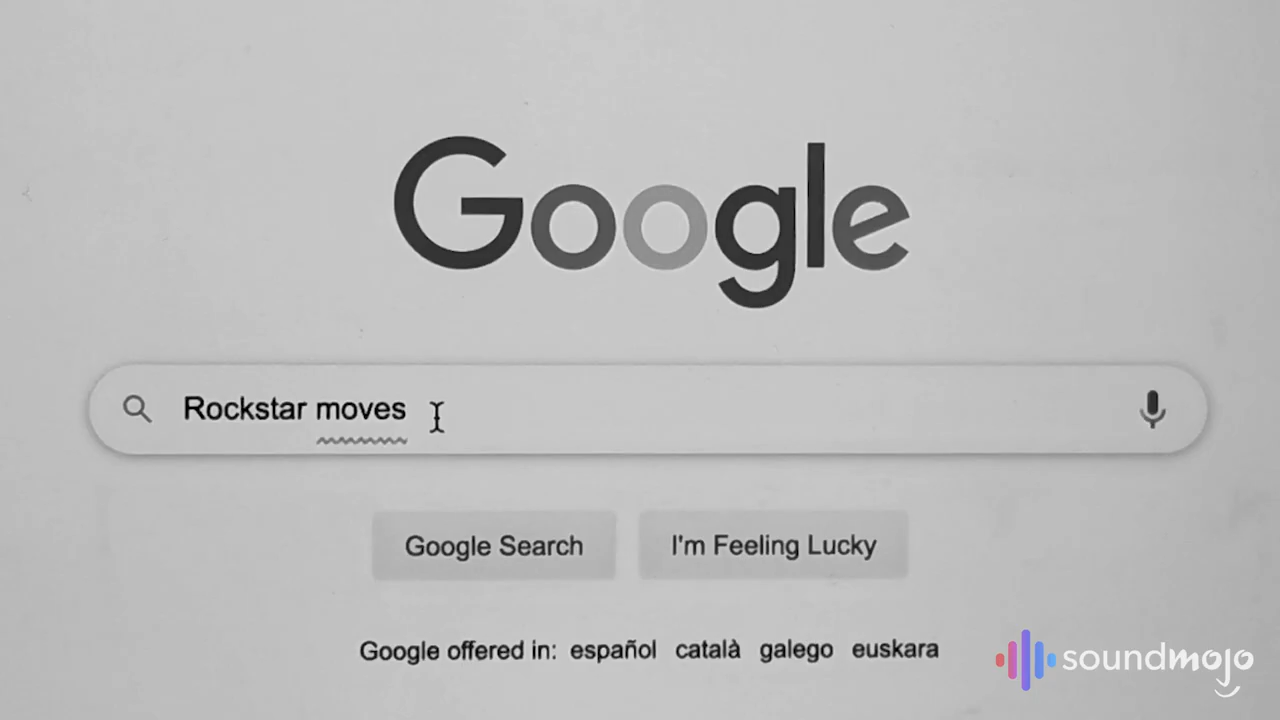 Google
Rockstar moves
Google Search I'm Feeling Lucky
Google offered in: español català galego euskara
soundmojo